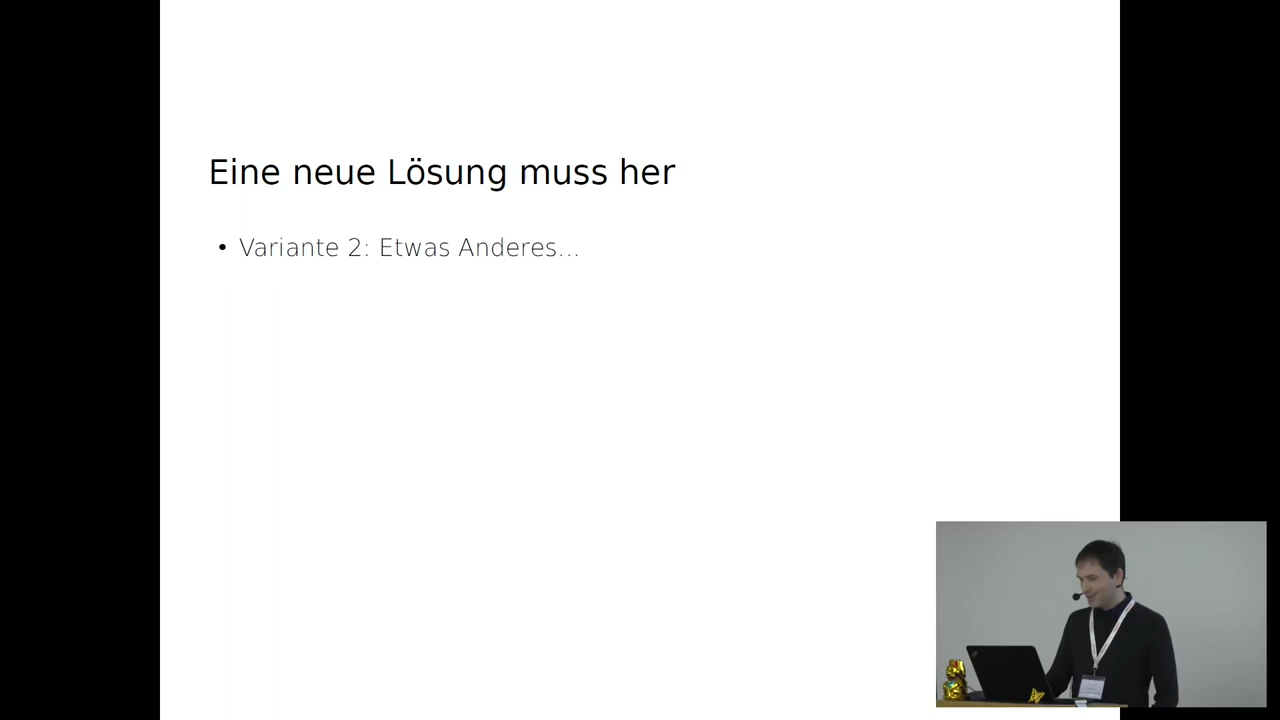 Eine neue Lösung muss her
• Variante 2: Etwas Anderes...